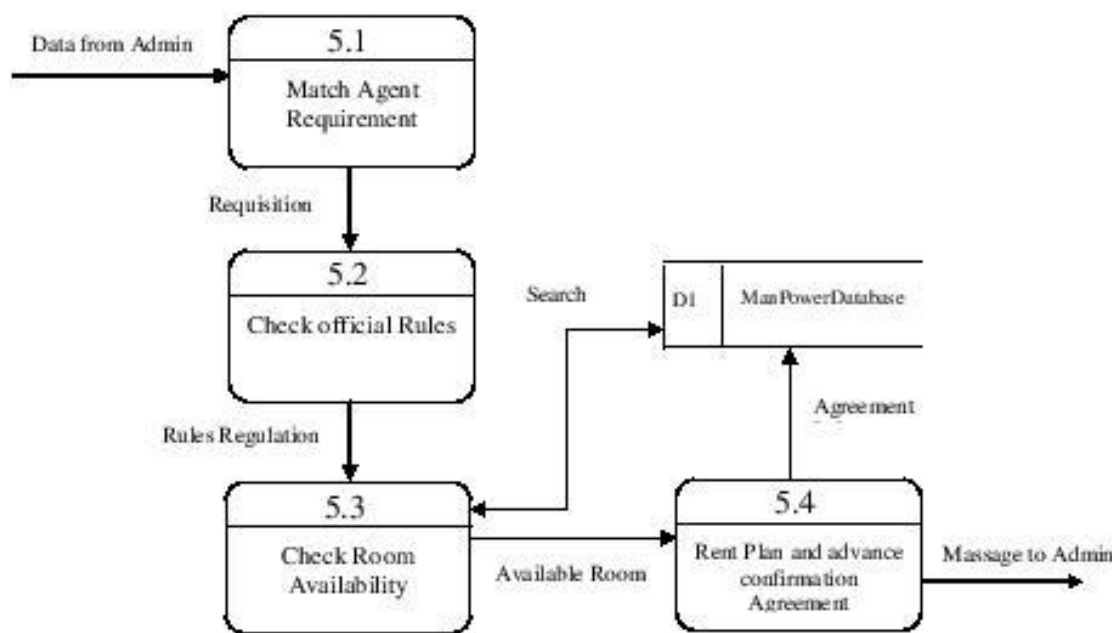 Data from Admin
5.1
Match Agent
Requirement
Requisition
5.2
Check official Rules
Search
D1
ManPowerDatabase
Rules Regulation
Agreement
5.3
Check Room
Availability
Available Room
5.4
Rent Plan and advance
confirmation
Agreement
Massage to Admin